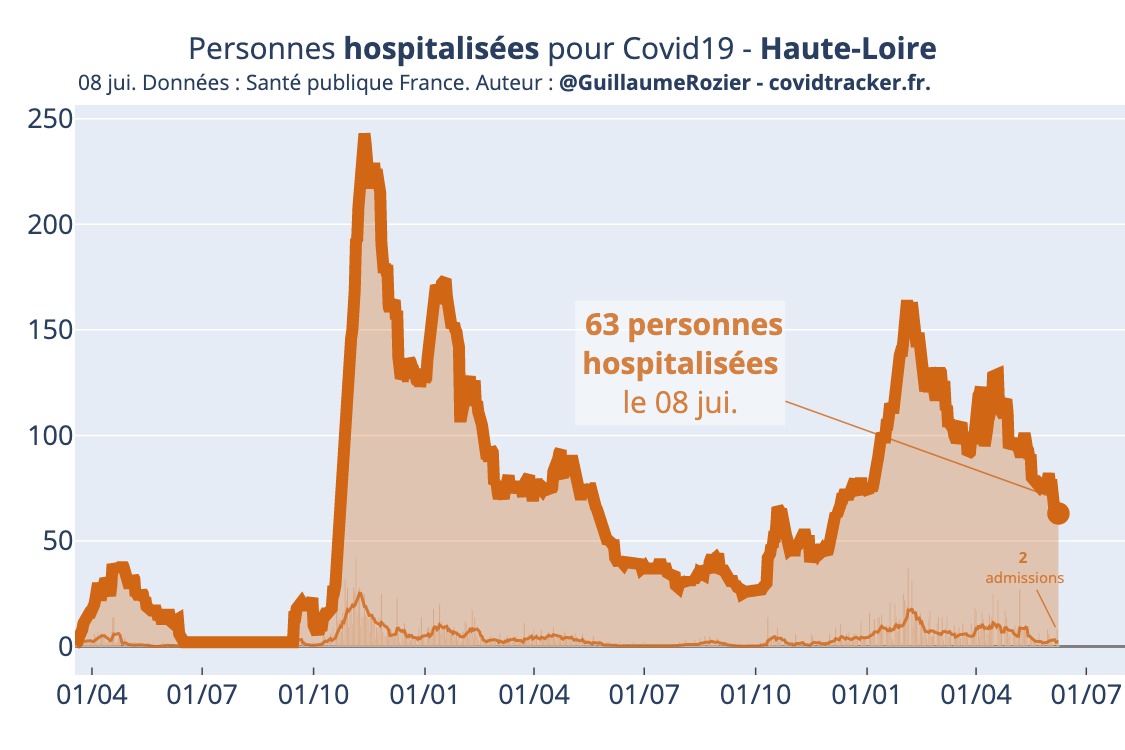 Personnes hospitalisées pour Covid19 - Haute-Loire
08 jui. Données : Santé publique France. Auteur : @GuillaumeRozier - covidtracker.fr.
250
200
150
100
50
0
63 personnes
hospitalisées
le 08 jui.
2
admissions
01/04 01/07 01/10 01/01 01/04 01/07 01/10 01/01 01/04 01/07